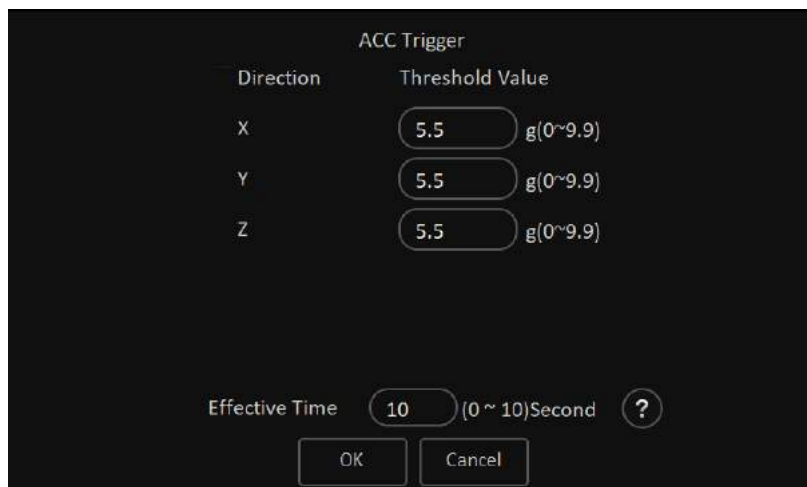 ACC Trigger
Direction Threshold Value
X 5.5 g(0~9.9)
Y 5.5 g(0~9.9)
Z 5.5 g(0~9.9)
Effective Time 10 (0 ~ 10)Second ?
OK Cancel